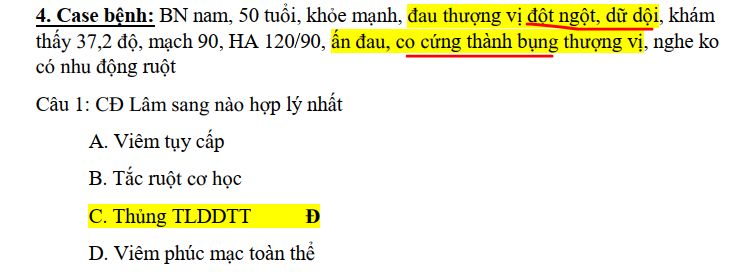 4. Case bệnh: BN nam, 50 tuổi, khỏe mạnh, đau thượng vị đột ngột, dữ dội, khám
thấy 37,2 độ, mạch 90, HA 120/90, ấn đau, co cứng thành bụng thượng vị, nghe ko
có nhu động ruột
Câu 1: CĐ Lâm sang nào hợp lý nhất
A. Viêm tụy cấp
B. Tắc ruột cơ học
C. Thủng TLDDTT Đ
D. Viêm phúc mạc toàn thể